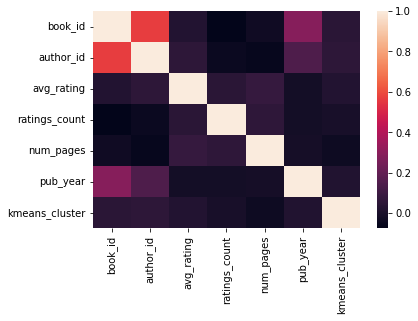 book_id
author_id
avg_rating
ratings_count
num_pages
pub_year
kmeans_cluster
book_id
author_id
avg_rating
ratings_count
num_pages
pub_year
kmeans_cluster
1.0
0.8
0.6
0.4
0.2
0.0